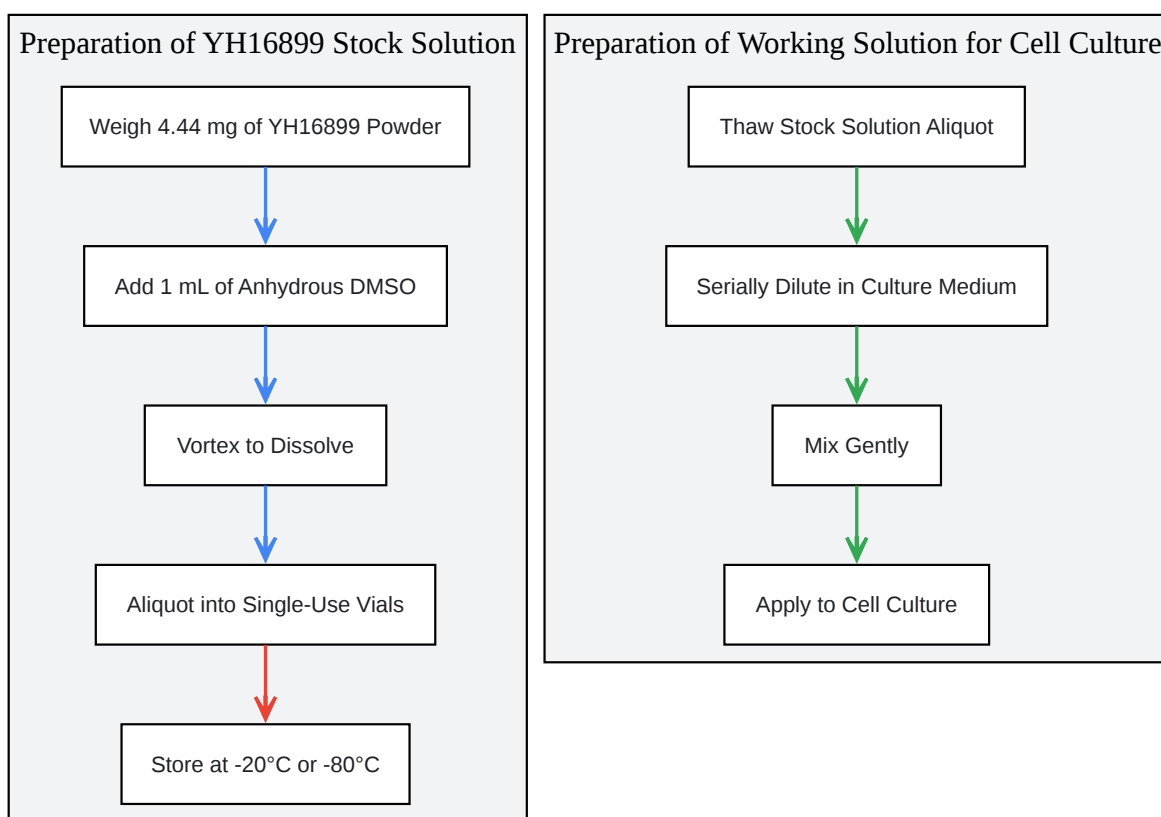 Preparation of YH16899 Stock Solution
Weigh 4.44 mg of YH16899 Powder
Add 1 mL of Anhydrous DMSO
Vortex to Dissolve
Aliquot into Single-Use Vials
Store at -20°C or -80°C
Preparation of Working Solution for Cell Culture
Thaw Stock Solution Aliquot
Serially Dilute in Culture Medium
Mix Gently
Apply to Cell Culture